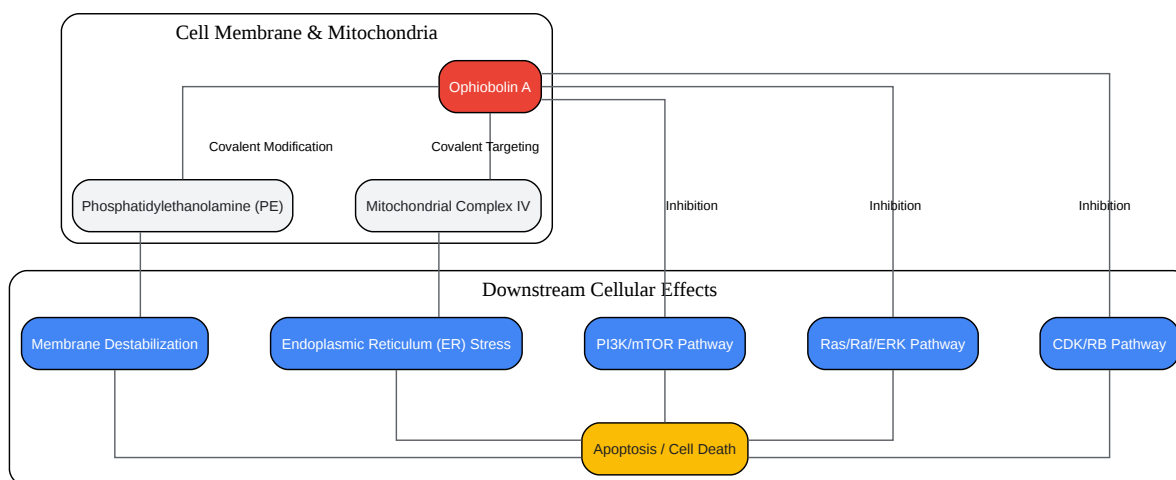 Cell Membrane & Mitochondria
Ophiobolin A
Covalent Modification
Covalent Targeting
Phosphatidylethanolamine (PE)
Mitochondrial Complex IV
Inhibition
Inhibition
Inhibition
Downstream Cellular Effects
Membrane Destabilization
Endoplasmic Reticulum (ER) Stress
PI3K/mTOR Pathway
Ras/Raf/ERK Pathway
CDK/RB Pathway
Apoptosis / Cell Death